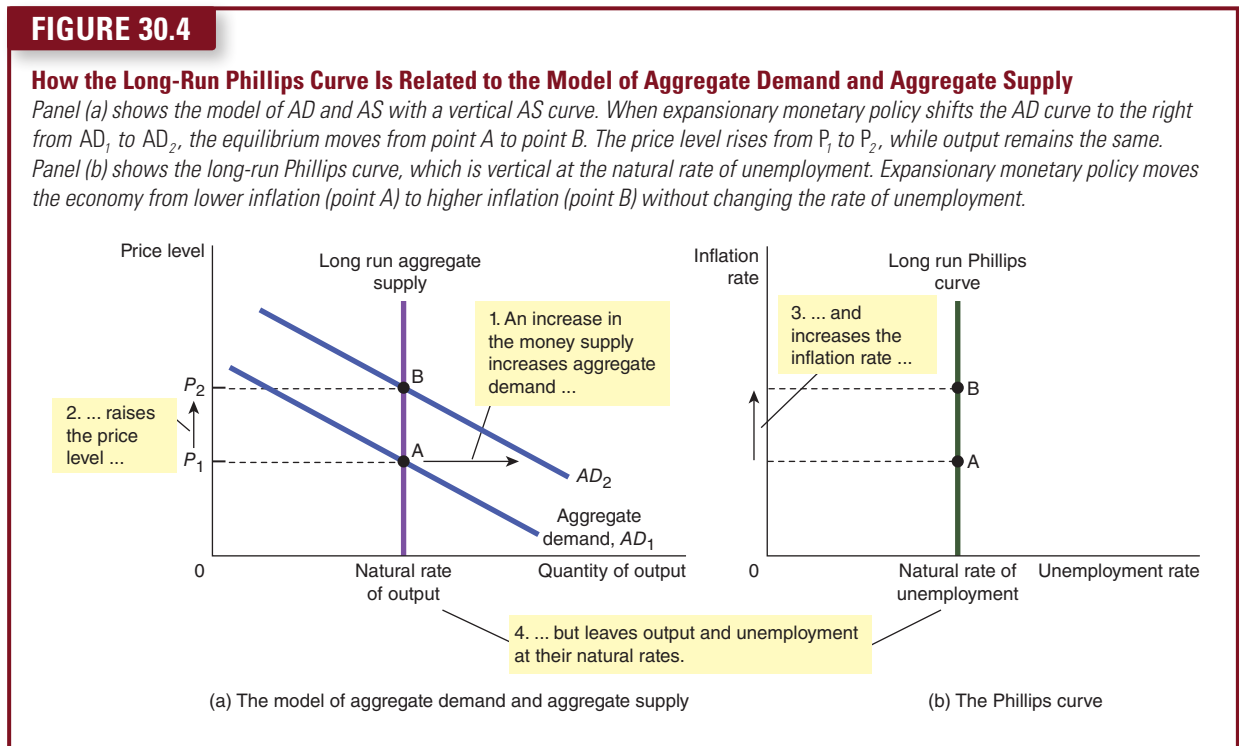 FIGURE 30.4
How the Long-Run Phillips Curve Is Related to the Model of Aggregate Demand and Aggregate Supply
Panel (a) shows the model of AD and AS with a vertical AS curve. When expansionary monetary policy shifts the AD curve to the right
from AD₁ to AD₂, the equilibrium moves from point A to point B. The price level rises from P₁ to P₂, while output remains the same.
Panel (b) shows the long-run Phillips curve, which is vertical at the natural rate of unemployment. Expansionary monetary policy moves
the economy from lower inflation (point A) to higher inflation (point B) without changing the rate of unemployment.
Price level
Long run aggregate
supply
1. An increase in
the money supply
increases aggregate
demand ...
P₂
B
2. ... raises
the price
level ...
P₁
A
AD₂
Aggregate
demand, AD₁
0
Natural rate
of output
Quantity of output
Inflation
rate
Long run Phillips
curve
3. ... and
increases the
inflation rate ...
B
A
0
Natural rate of
unemployment
Unemployment rate
4. ... but leaves output and unemployment
at their natural rates.
(a) The model of aggregate demand and aggregate supply
(b) The Phillips curve